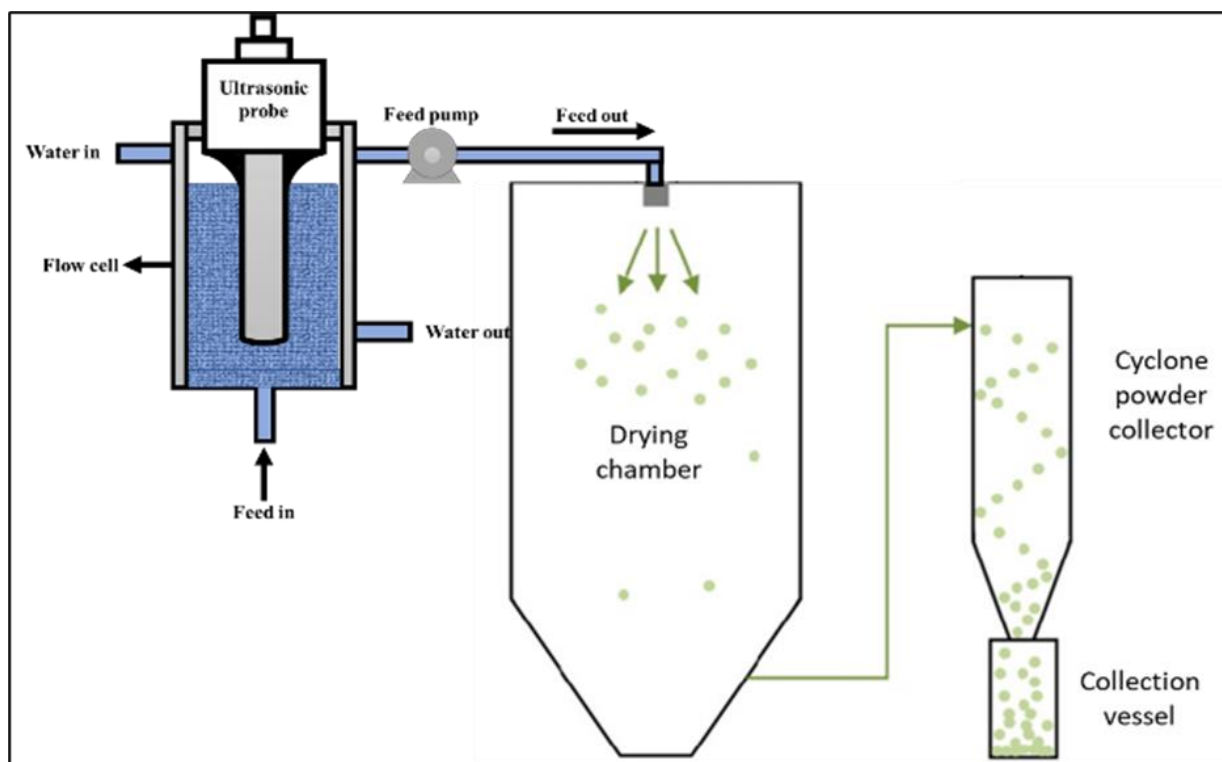 Ultrasonic
probe
Feed pump
Feed out
Water in
Flow cell
Water out
Feed in
Drying
chamber
Cyclone
powder
collector
Collection
vessel